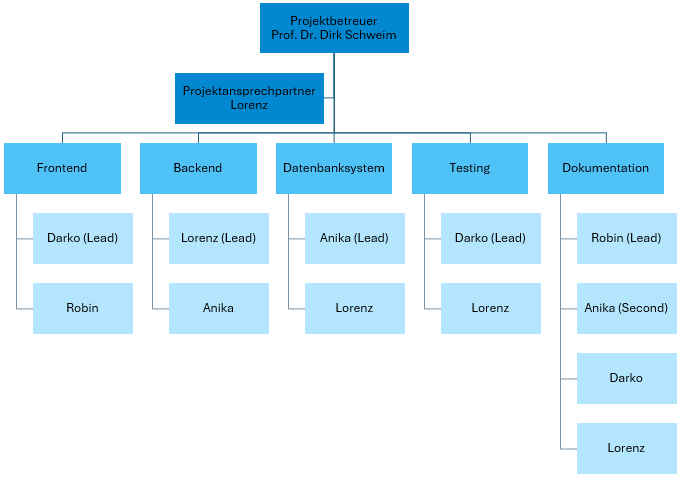 Projektbetreuer
Prof. Dr. Dirk Schweim
Projektansprechpartner
Lorenz
Frontend
Backend
Datenbanksystem
Testing
Dokumentation
Darko (Lead)
Lorenz (Lead)
Anika (Lead)
Darko (Lead)
Robin (Lead)
Robin
Anika
Lorenz
Lorenz
Anika (Second)
Darko
Lorenz